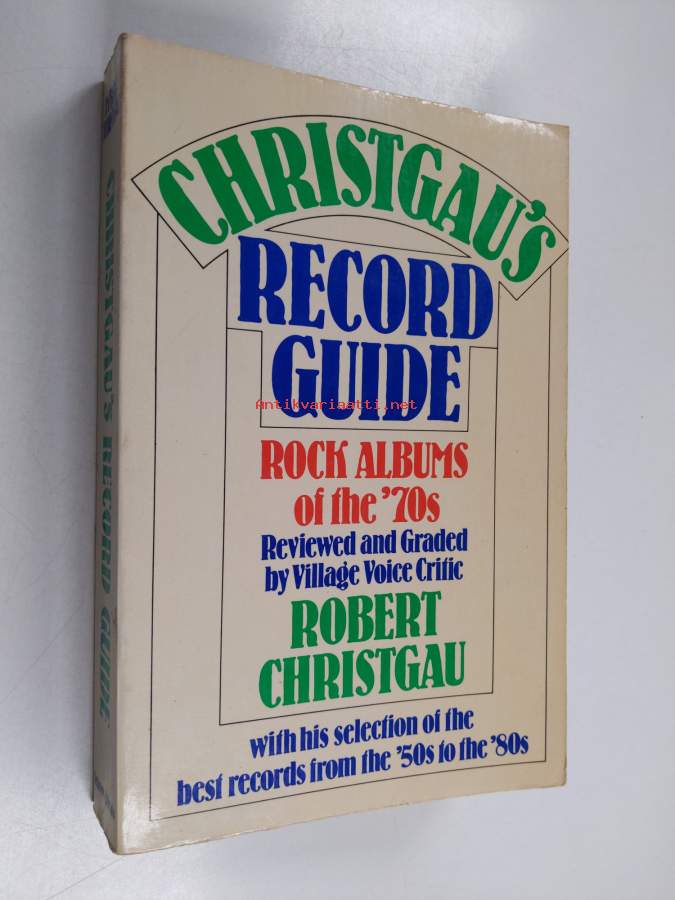 CHRISTGAU'S
RECORD
GUIDE
Antikvariaatti.net
ROCK ALBUMS
of the '70s
Reviewed and Graded
by Village Voice Critic
ROBERT
CHRISTGAU
with his selection of the
best records from the '50s to the '80s
CHRISTGAU'S RECORD GUIDE